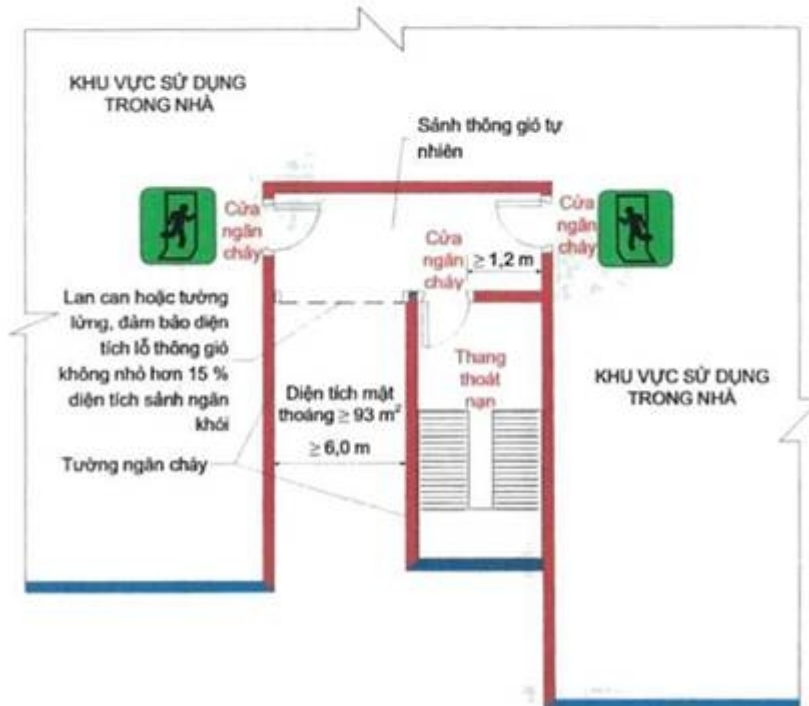 KHU VỰC SỬ DỤNG
TRONG NHÀ
Sảnh thông gió tự
nhiên
Cửa
ngăn
cháy
Cửa
ngăn
cháy
Cửa
ngăn
cháy
≥ 1,2 m
Lan can hoặc tường
lửng, đảm bảo diện
tích lỗ thông gió
không nhỏ hơn 15 %
diện tích sảnh ngăn
khói
Thang
thoát
nạn
KHU VỰC SỬ DỤNG
TRONG NHÀ
Diện tích mặt
thoáng ≥ 93 m²
≥ 6,0 m
Tường ngăn cháy